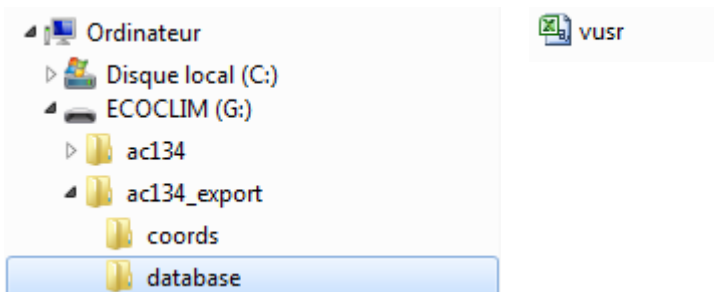 Ordinateur
Disque local (C:)
ECOCLIM (G:)
ac134
ac134_export
coords
database
vusr